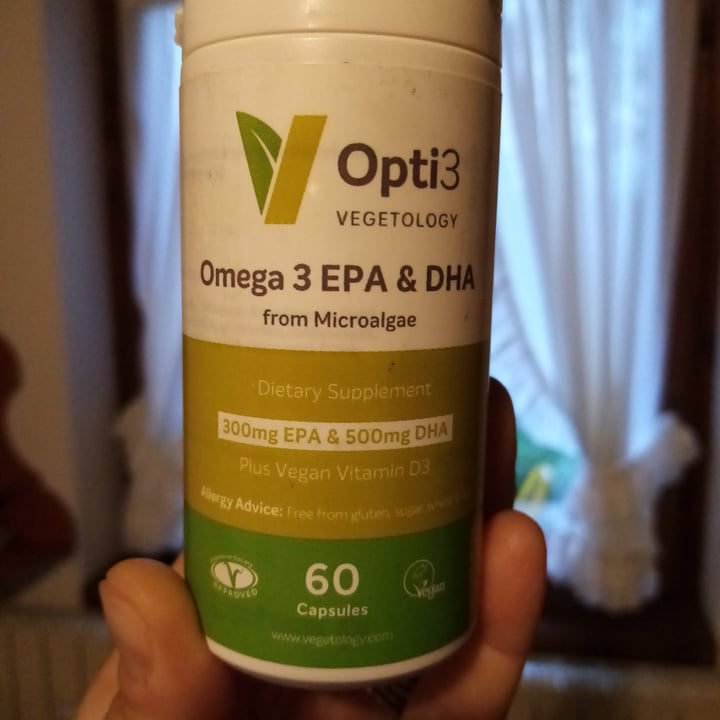 Opti3
VEGETOLOGY
Omega 3 EPA & DHA
from Microalgae
Dietary Supplement
300mg EPA & 500mg DHA
Plus Vegan Vitamin D3
Allergy Advice: Free from gluten, sugar,
V
APPROVED
Vegan
60
Capsules
www.vegetology.com